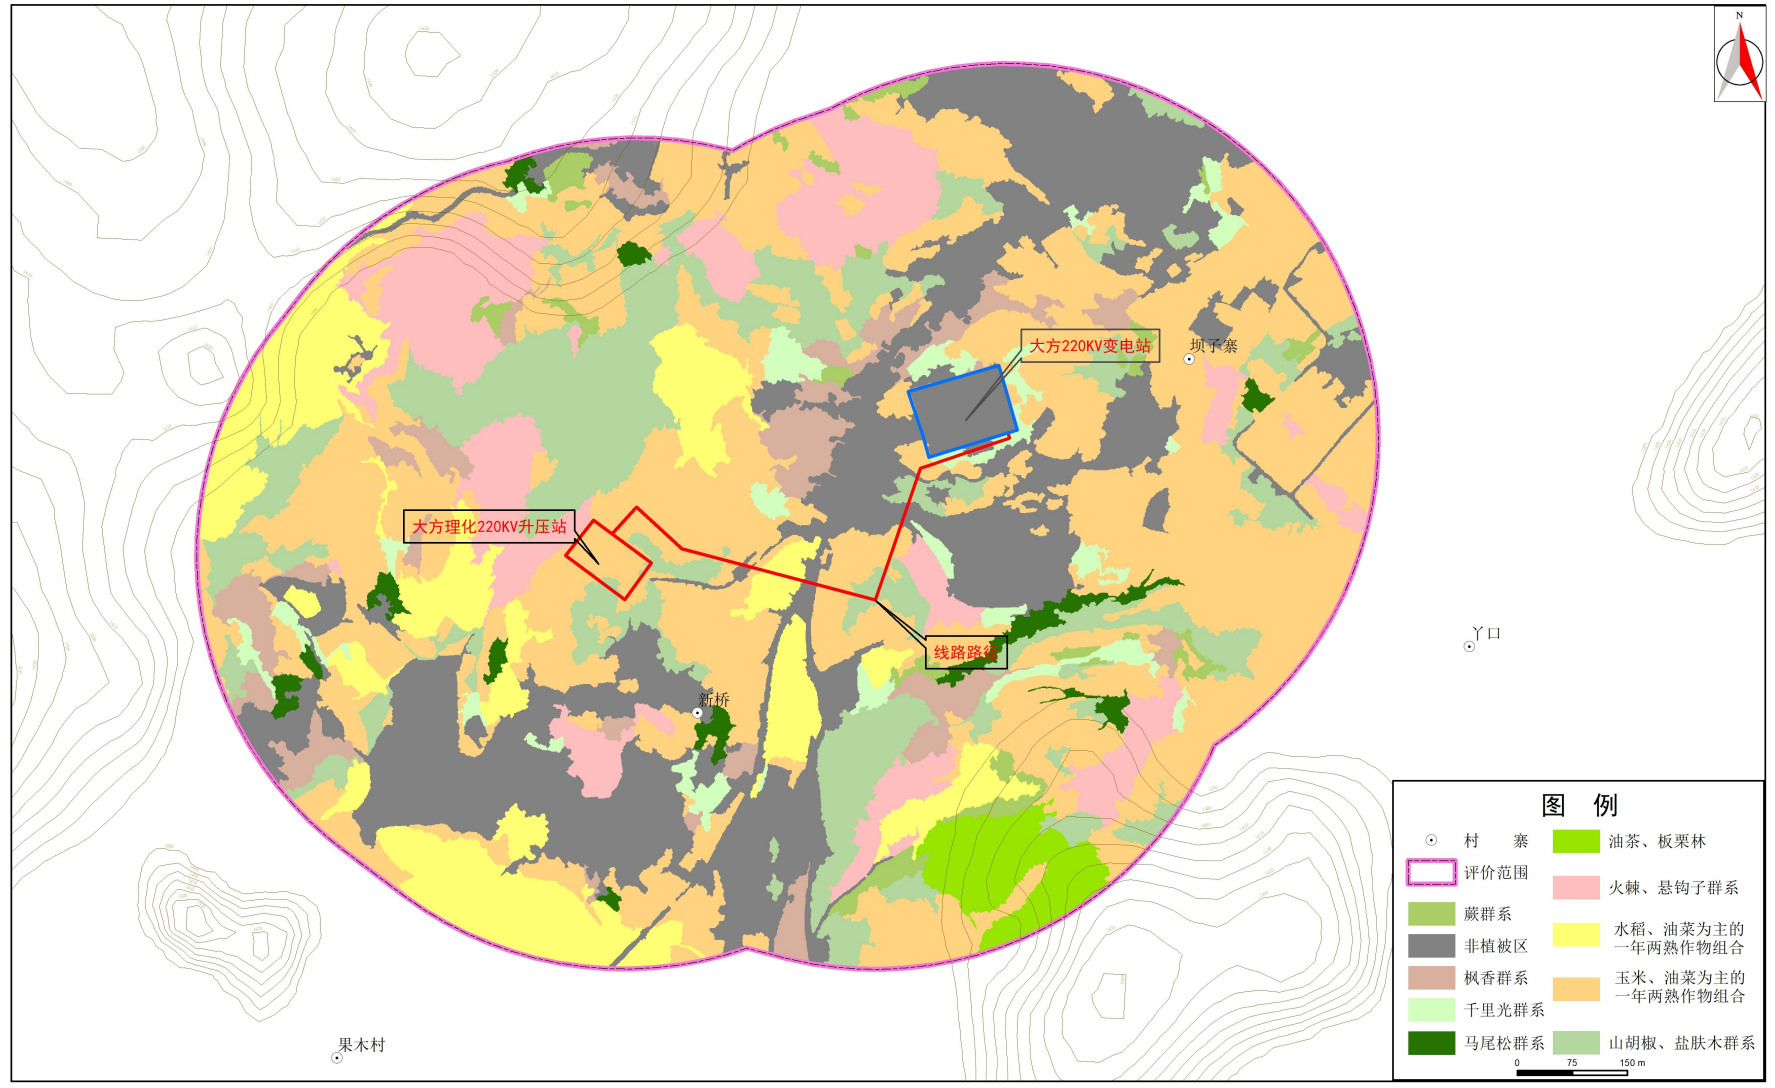 N
大方220KV变电站
坝子寨
大方理化220KV升压站
线路路径
丫口
新桥
果木村
图 例
村 寨
油茶、板栗林
评价范围
火棘、悬钩子群系
蕨群系
水稻、油菜为主的
一年两熟作物组合
非植被区
枫香群系
玉米、油菜为主的
一年两熟作物组合
千里光群系
马尾松群系
山胡椒、盐肤木群系
0 75 150 m